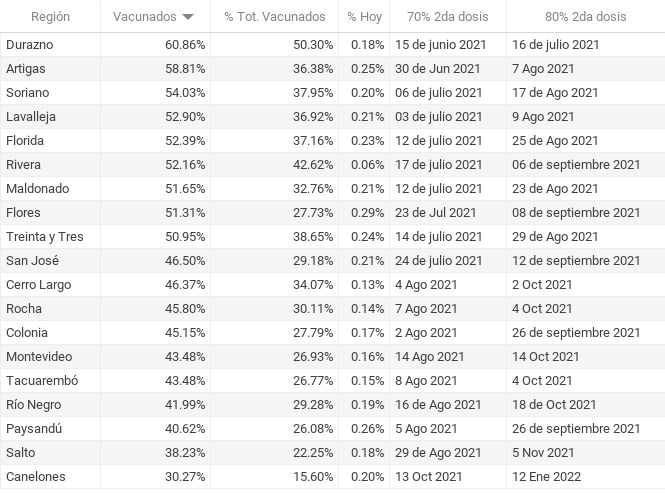 Región Vacunados % Tot. Vacunados % Hoy 70% 2da dosis 80% 2da dosis
Durazno 60.86% 50.30% 0.18% 15 de junio 2021 16 de julio 2021
Artigas 58.81% 36.38% 0.25% 30 de Jun 2021 7 Ago 2021
Soriano 54.03% 37.95% 0.20% 06 de julio 2021 17 de Ago 2021
Lavalleja 52.90% 36.92% 0.21% 03 de julio 2021 9 Ago 2021
Florida 52.39% 37.16% 0.23% 12 de julio 2021 25 de Ago 2021
Rivera 52.16% 42.62% 0.06% 17 de julio 2021 06 de septiembre 2021
Maldonado 51.65% 32.76% 0.21% 12 de julio 2021 23 de Ago 2021
Flores 51.31% 27.73% 0.29% 23 de Jul 2021 08 de septiembre 2021
Treinta y Tres 50.95% 38.65% 0.24% 14 de julio 2021 29 de Ago 2021
San José 46.50% 29.18% 0.21% 24 de julio 2021 12 de septiembre 2021
Cerro Largo 46.37% 34.07% 0.13% 4 Ago 2021 2 Oct 2021
Rocha 45.80% 30.11% 0.14% 7 Ago 2021 4 Oct 2021
Colonia 45.15% 27.79% 0.17% 2 Ago 2021 26 de septiembre 2021
Montevideo 43.48% 26.93% 0.16% 14 Ago 2021 14 Oct 2021
Tacuarembó 43.48% 26.77% 0.15% 8 Ago 2021 4 Oct 2021
Río Negro 41.99% 29.28% 0.19% 16 de Ago 2021 18 de Oct 2021
Paysandú 40.62% 26.08% 0.26% 5 Ago 2021 26 de septiembre 2021
Salto 38.23% 22.25% 0.18% 29 de Ago 2021 5 Nov 2021
Canelones 30.27% 15.60% 0.20% 13 Oct 2021 12 Ene 2022